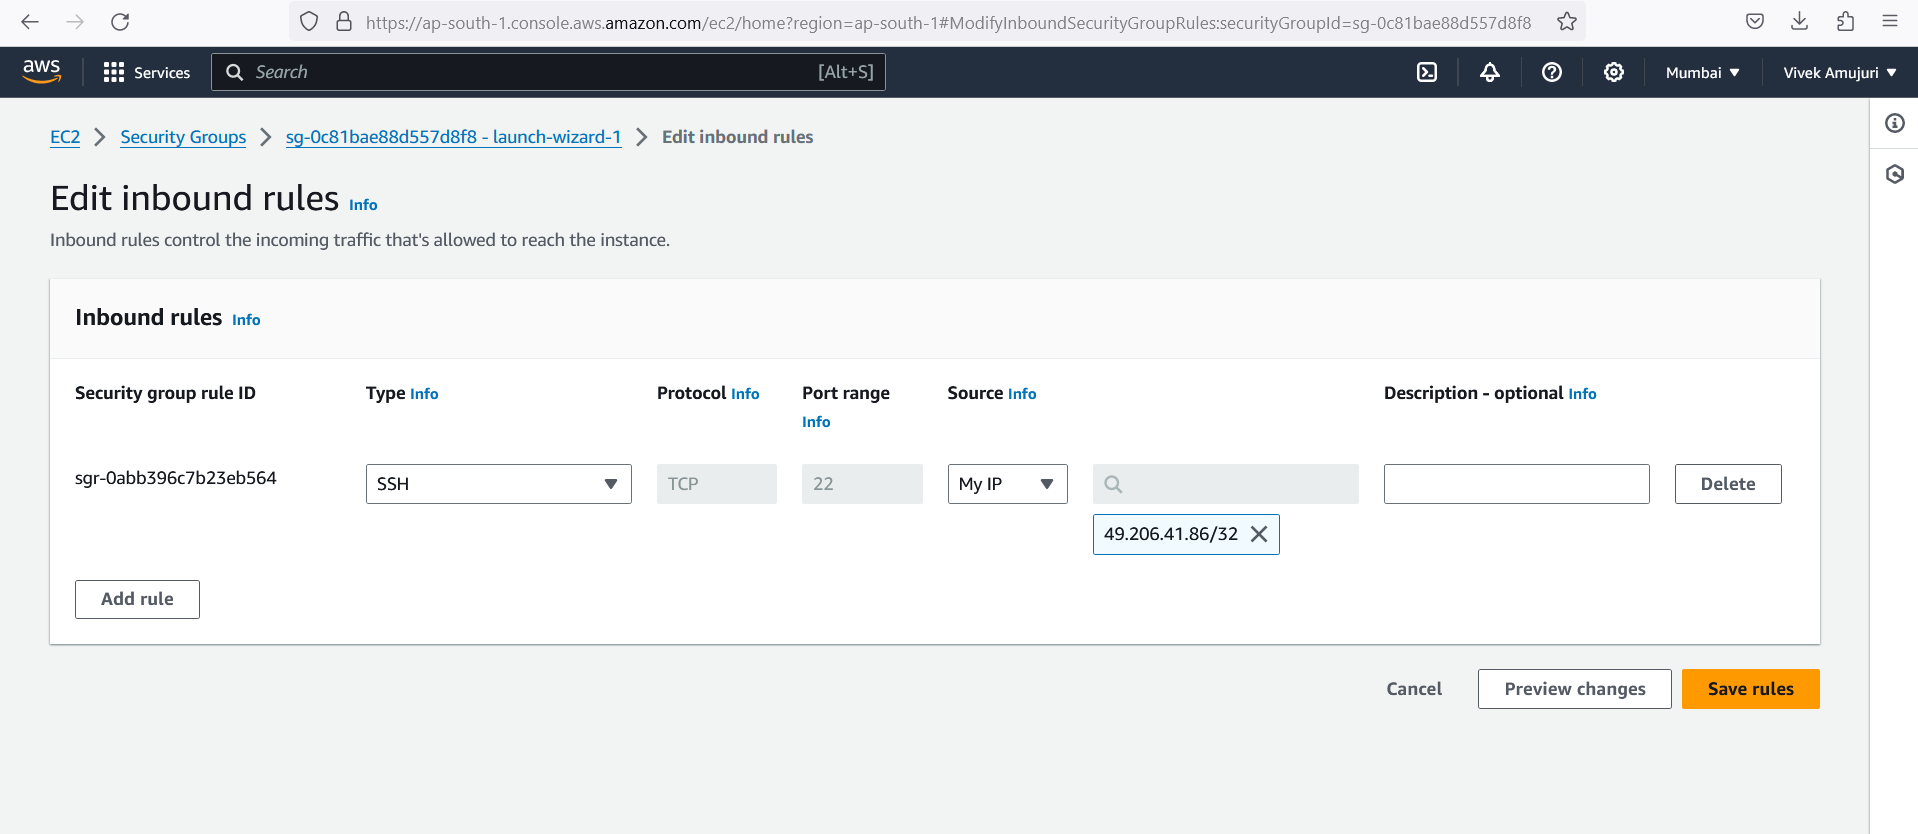 https://ap-south-1.console.aws.amazon.com/ec2/home?region=ap-south-1#ModifyInboundSecurityGroupRules:securityGroupId=sg-0c81bae88d557d8f8
aws Services Search [Alt+S] Mumbai Vivek Amujuri
EC2 Security Groups sg-0c81bae88d557d8f8 - launch-wizard-1 Edit inbound rules
Edit inbound rules Info
Inbound rules control the incoming traffic that's allowed to reach the instance.
Inbound rules Info
Security group rule ID Type Info Protocol Info Port range Info Source Info Description - optional Info
sgr-0abb396c7b23eb564 SSH TCP 22 My IP Delete
49.206.41.86/32
Add rule
Cancel Preview changes Save rules